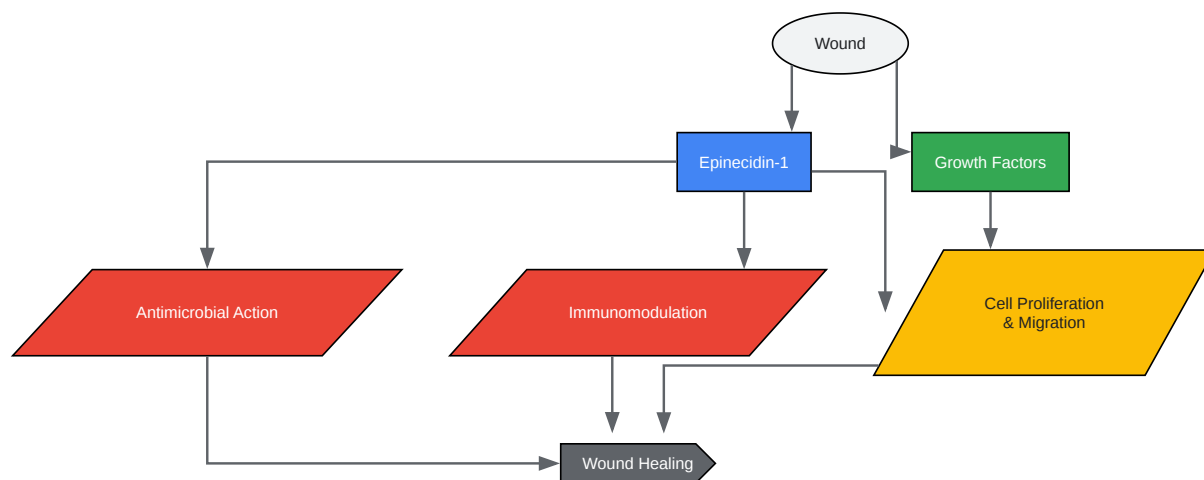 Wound
Epinecidin-1
Growth Factors
Antimicrobial Action
Immunomodulation
Cell Proliferation
& Migration
Wound Healing